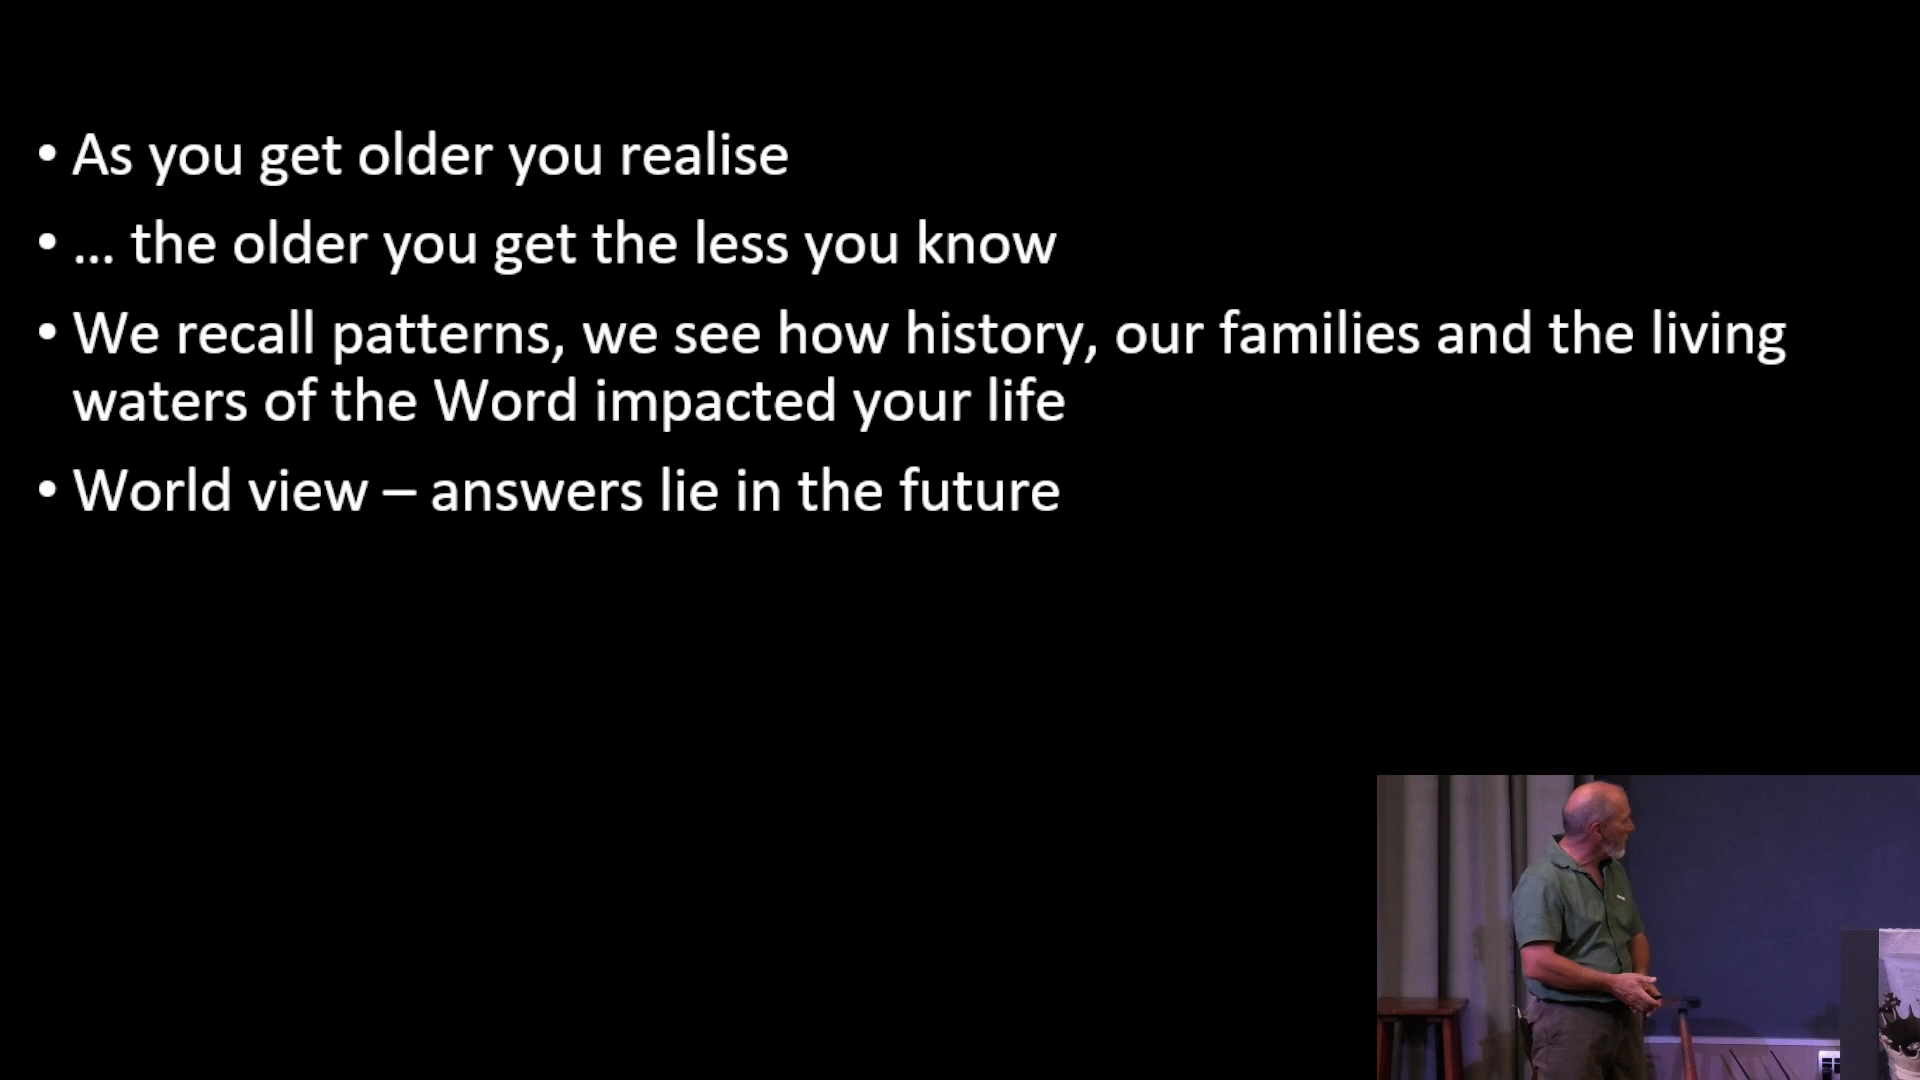 • As you get older you realise
• ... the older you get the less you know
• We recall patterns, we see how history, our families and the living
waters of the Word impacted your life
• World view – answers lie in the future